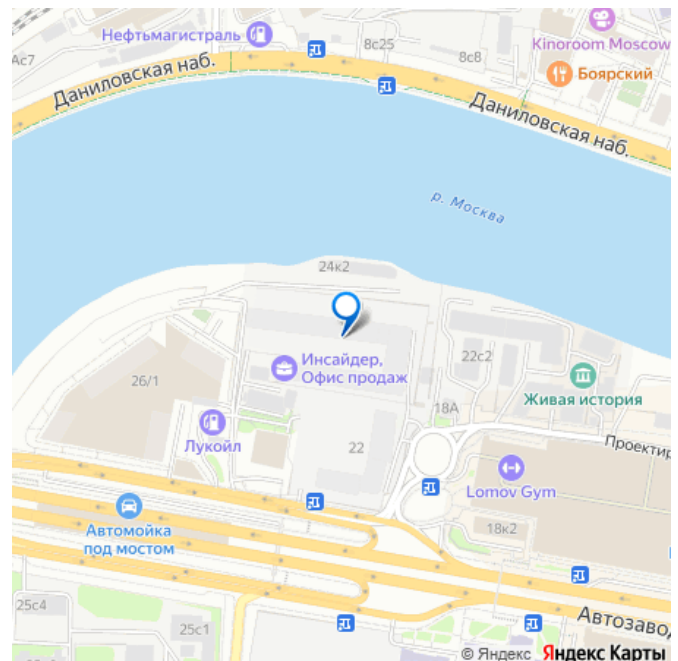 Нефтьмагистраль
8с25
8с8
Kinoroom Moscow
Боярский
Ас7
Даниловская наб.
Даниловская наб.
р. Москва
24к2
Инсайдер,
Офис продаж
26/1
22с2
Живая история
18А
Лукойл
22
Проектир
Lomov Gym
18к2
Автомойка
под мостом
25с4
25с1
Автозавод
© Яндекс Яндекс Карты